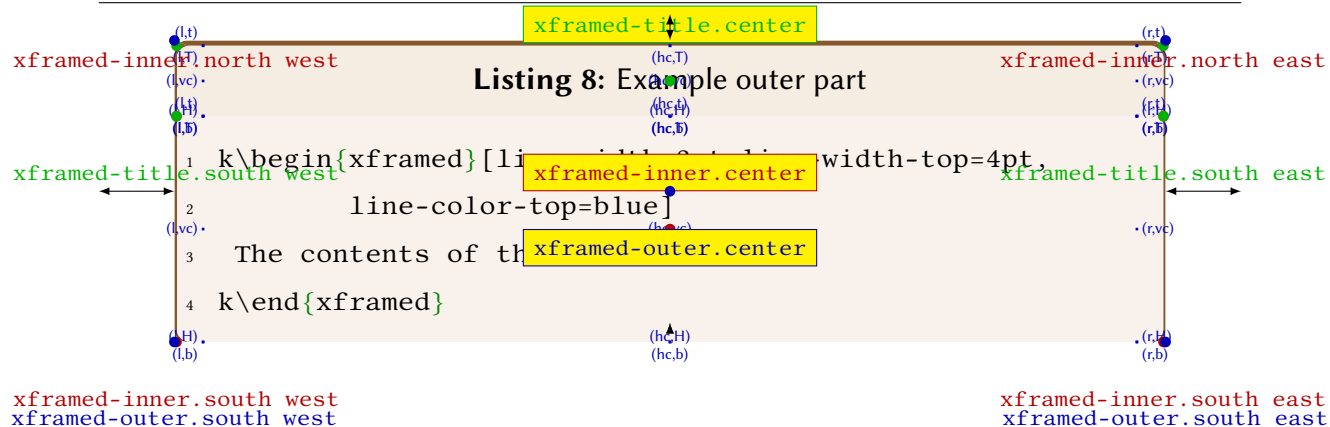 xframed-title.center
(l,t) (r,t)
xframed-inner.north west (hc,T) xframed-inner.north east
(l,T) (r,T)
(l,vc) Listing 8: Example outer part (r,vc)
(l,t) (hc,t) (r,t)
(l,H) (hc,H) (r,H)
(l,b) (hc,b) (r,b)
1 k\begin{xframed}[li -width-top=4pt,
xframed-title.south west xframed-inner.center xframed-title.south east
2 line-color-top=blue]
(l,vc) (r,vc)
3 The contents of th xframed-outer.center
4 k\end{xframed}
(l,H) (hc,H) (r,H)
(l,b) (hc,b) (r,b)
xframed-inner.south west xframed-inner.south east
xframed-outer.south west xframed-outer.south east